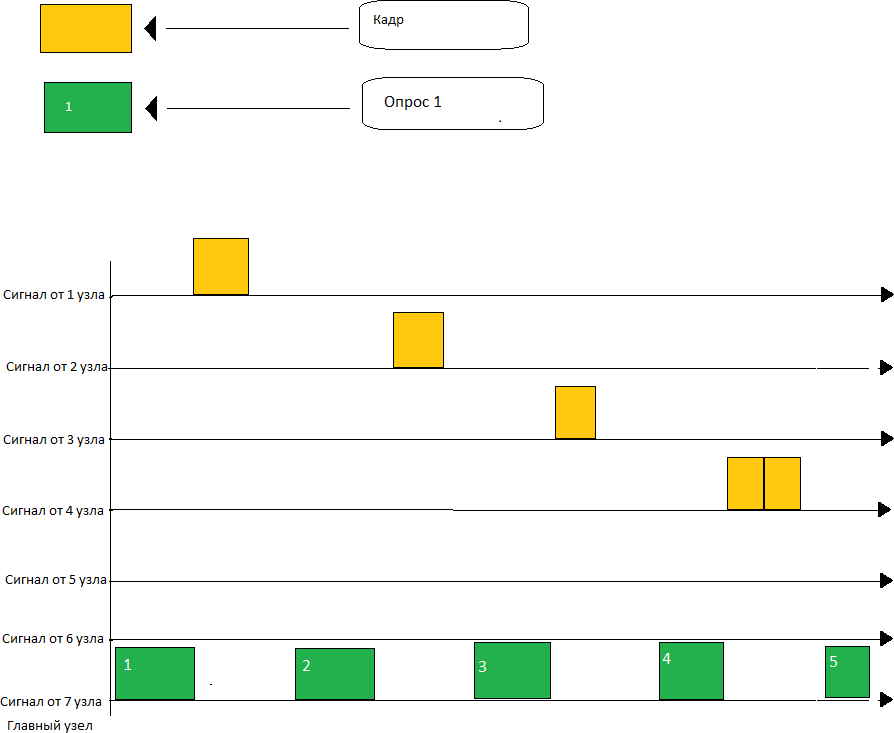 Кадр
1
Опрос 1
.
Сигнал от 1 узла
Сигнал от 2 узла
Сигнал от 3 узла
Сигнал от 4 узла
Сигнал от 5 узла
Сигнал от 6 узла
1
2
3
4
5
Сигнал от 7 узла
Главный узел